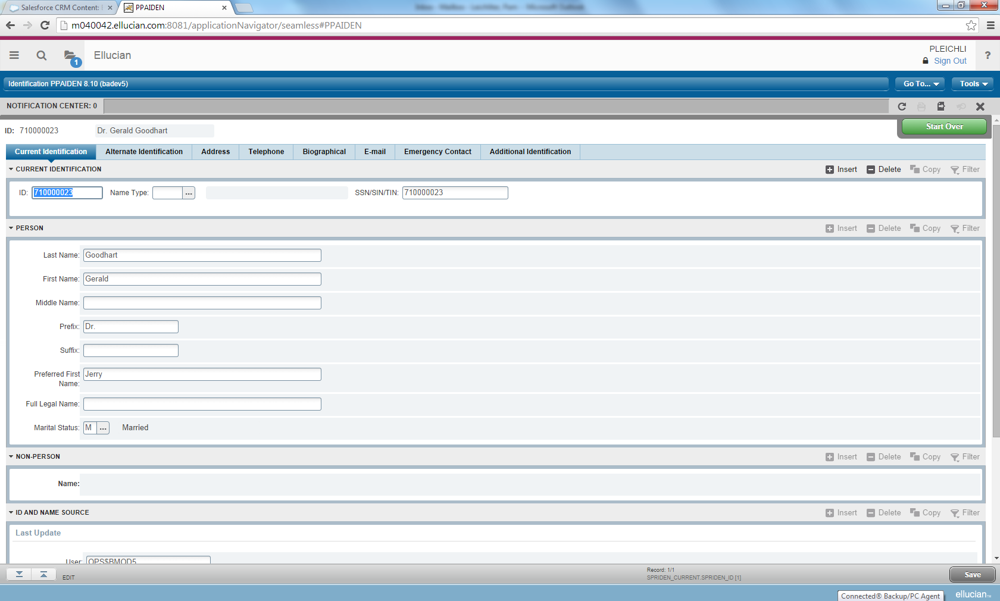 Salesforce CRM Content:
PPAIDEN
m040042.ellucian.com:8081/applicationNavigator/seamless#PPAIDEN
1
Ellucian
PLEICHLI
Sign Out
?
Identification PPAIDEN 8.10 (badev5)
Go To...
Tools
NOTIFICATION CENTER: 0
ID: 710000023 Dr. Gerald Goodhart
Start Over
Current Identification Alternate Identification Address Telephone Biographical E-mail Emergency Contact Additional Identification
CURRENT IDENTIFICATION Insert Delete Copy Filter
ID: 710000023 Name Type: ... SSN/SIN/TIN: 710000023
PERSON Insert Delete Copy Filter
Last Name: Goodhart
First Name: Gerald
Middle Name:
Prefix: Dr.
Suffix:
Preferred First Name: Jerry
Full Legal Name:
Marital Status: M ... Married
NON-PERSON Insert Delete Copy Filter
Name:
ID AND NAME SOURCE Insert Delete Copy Filter
Last Update
User: OPS$BMOD5
EDIT
Record: 1/1
SPRIDEN_CURRENT.SPRIDEN_ID [1]
Save
Connected® Backup/PC Agent
ellucian™